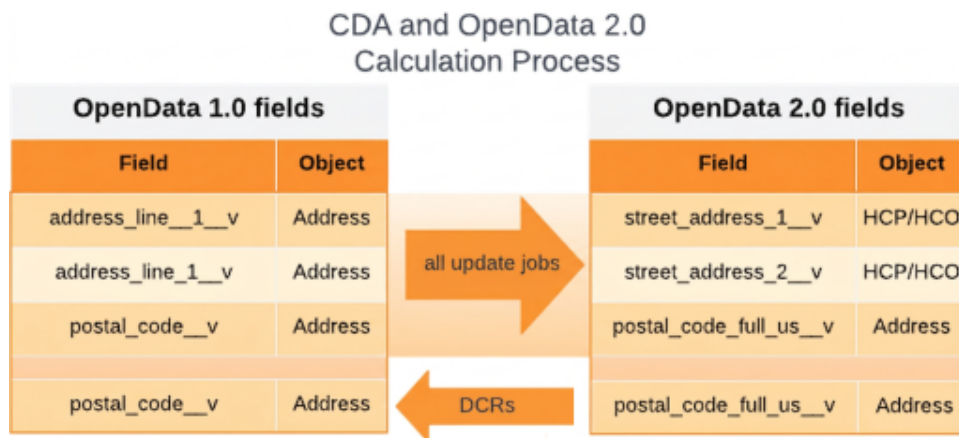 CDA and OpenData 2.0
Calculation Process
OpenData 1.0 fields
OpenData 2.0 fields
Field Object
Field Object
address_line__1__v Address
street_address_1__v HCP/HCO
address_line_1__v Address
all update jobs
street_address_2__v HCP/HCO
postal_code__v Address
postal_code_full_us__v Address
postal_code__v Address
DCRs
postal_code_full_us__v Address